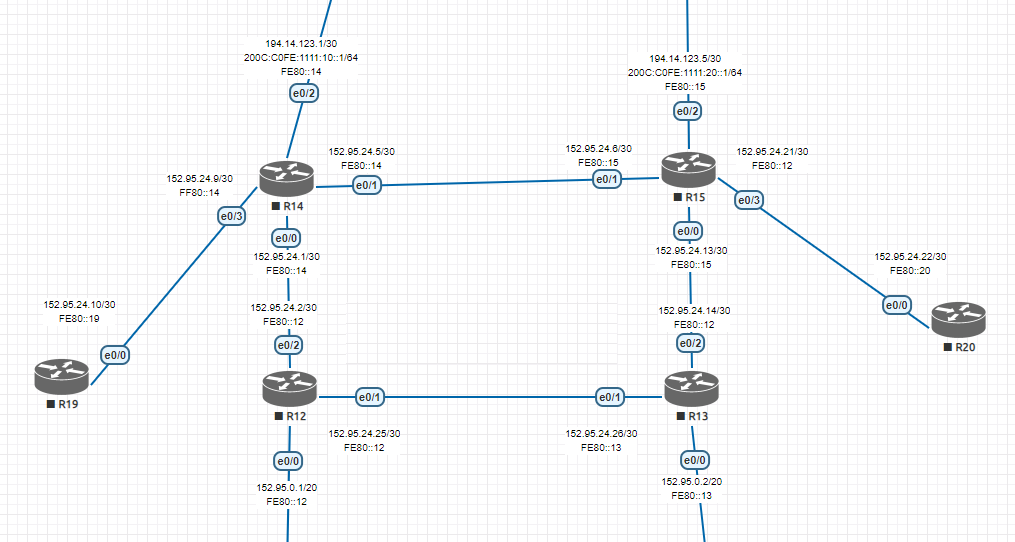 194.14.123.1/30
200C:C0FE:1111:10::1/64
FE80::14
e0/2
194.14.123.5/30
200C:C0FE:1111:20::1/64
FE80::15
e0/2
152.95.24.9/30
FF80::14
e0/3
R14
152.95.24.5/30
FE80::14
e0/1
152.95.24.6/30
FE80::15
e0/1
R15
152.95.24.21/30
FE80::12
e0/3
e0/0
152.95.24.1/30
FE80::14
e0/0
152.95.24.13/30
FE80::15
152.95.24.22/30
FE80::20
e0/0
R20
152.95.24.10/30
FE80::19
e0/0
R19
152.95.24.2/30
FE80::12
e0/2
152.95.24.14/30
FE80::12
e0/2
R12
e0/1
e0/1
R13
152.95.24.25/30
FE80::12
152.95.24.26/30
FE80::13
e0/0
152.95.0.1/20
FE80::12
e0/0
152.95.0.2/20
FE80::13